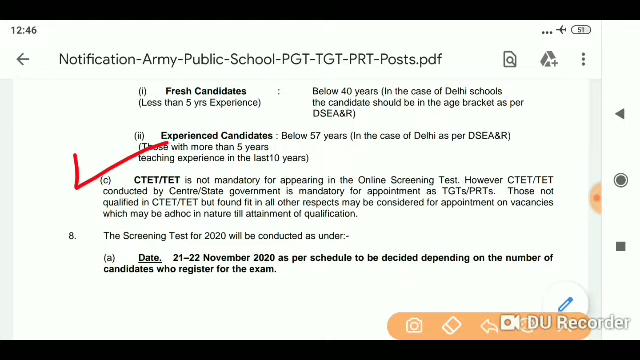 12:46
51
Notification-Army-Public-School-PGT-TGT-PRT-Posts.pdf
(i) Fresh Candidates : Below 40 years (In the case of Delhi schools
(Less than 5 yrs Experience) the candidate should be in the age bracket as per
DSEA&R)
(ii) Experienced Candidates : Below 57 years (In the case of Delhi as per DSEA&R)
(Those with more than 5 years
teaching experience in the last10 years)
(c) CTET/TET is not mandatory for appearing in the Online Screening Test. However CTET/TET
conducted by Centre/State government is mandatory for appointment as TGTs/PRTs. Those not
qualified in CTET/TET but found fit in all other respects may be considered for appointment on vacancies
which may be adhoc in nature till attainment of qualification.
8. The Screening Test for 2020 will be conducted as under:-
(a) Date. 21–22 November 2020 as per schedule to be decided depending on the number of
candidates who register for the exam.
DU Recorder